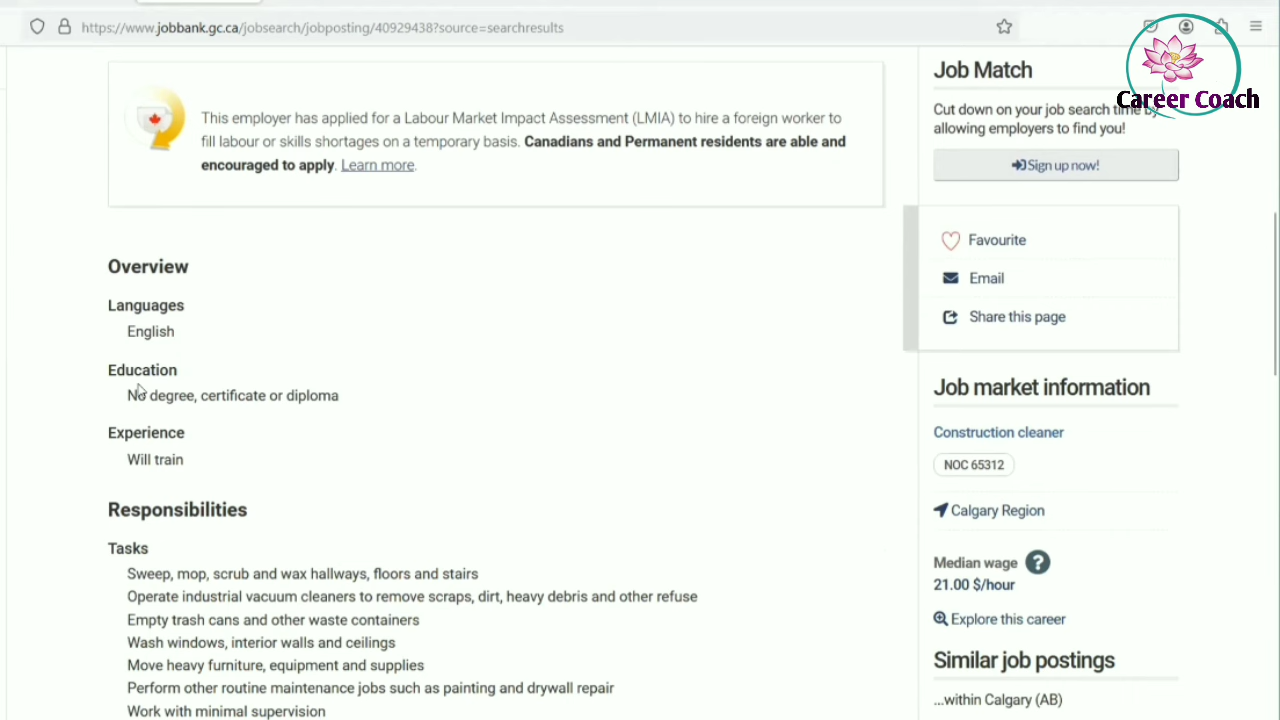 https://www.jobbank.gc.ca/jobsearch/jobposting/40929438?source=searchresults
Career Coach
This employer has applied for a Labour Market Impact Assessment (LMIA) to hire a foreign worker to
fill labour or skills shortages on a temporary basis. Canadians and Permanent residents are able and
encouraged to apply. Learn more.
Overview
Languages
English
Education
No degree, certificate or diploma
Experience
Will train
Responsibilities
Tasks
Sweep, mop, scrub and wax hallways, floors and stairs
Operate industrial vacuum cleaners to remove scraps, dirt, heavy debris and other refuse
Empty trash cans and other waste containers
Wash windows, interior walls and ceilings
Move heavy furniture, equipment and supplies
Perform other routine maintenance jobs such as painting and drywall repair
Work with minimal supervision
Job Match
Cut down on your job search time by
allowing employers to find you!
Sign up now!
Favourite
Email
Share this page
Job market information
Construction cleaner
NOC 65312
Calgary Region
Median wage ?
21.00 $/hour
Explore this career
Similar job postings
...within Calgary (AB)